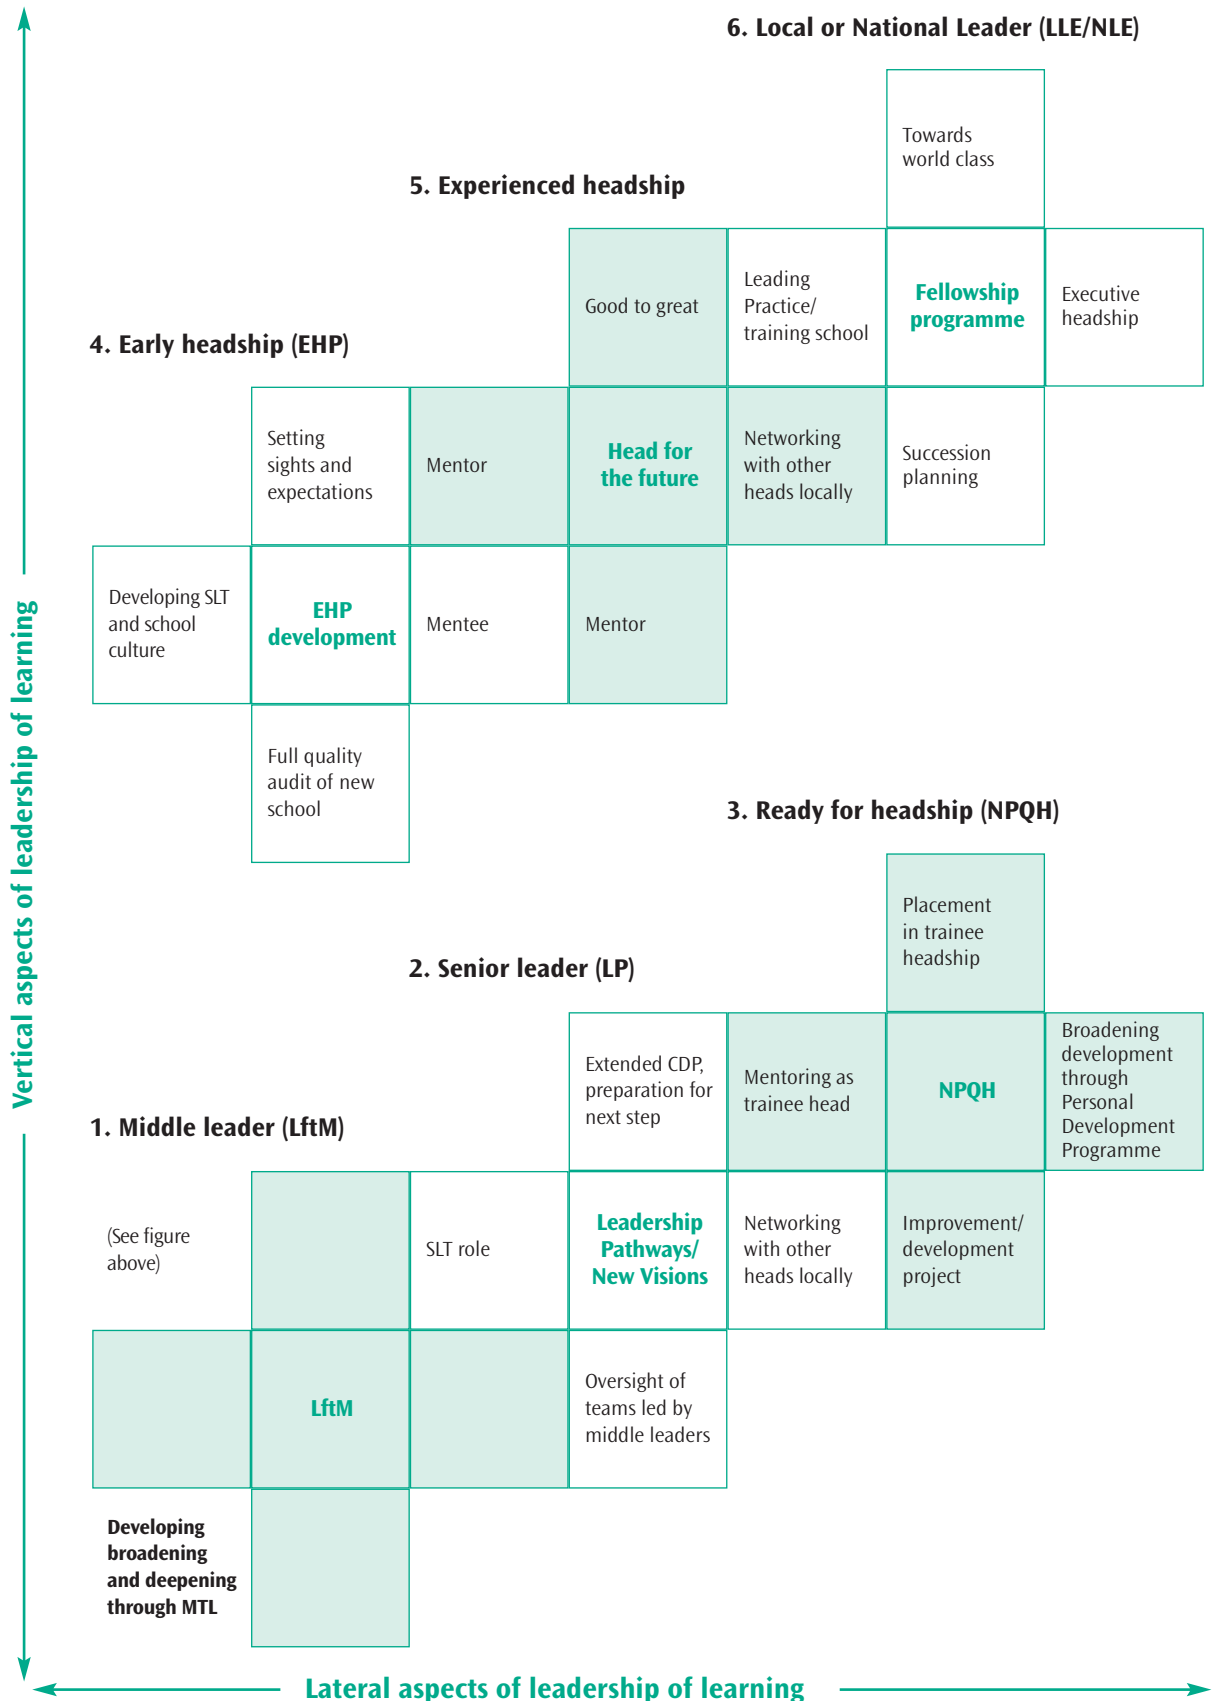 6. Local or National Leader (LLE/NLE)
Towards
world class
5. Experienced headship
Good to great
Leading
Practice/
training school
Fellowship
programme
Executive
headship
4. Early headship (EHP)
Setting
sights and
expectations
Mentor
Head for
the future
Networking
with other
heads locally
Succession
planning
Developing SLT
and school
culture
EHP
development
Mentee
Mentor
Full quality
audit of new
school
3. Ready for headship (NPQH)
Placement
in trainee
headship
2. Senior leader (LP)
Extended CDP,
preparation for
next step
Mentoring as
trainee head
NPQH
Broadening
development
through
Personal
Development
Programme
1. Middle leader (LftM)
(See figure
above)
SLT role
Leadership
Pathways/
New Visions
Networking
with other
heads locally
Improvement/
development
project
LftM
Oversight of
teams led by
middle leaders
Developing
broadening
and deepening
through MTL
Vertical aspects of leadership of learning
Lateral aspects of leadership of learning